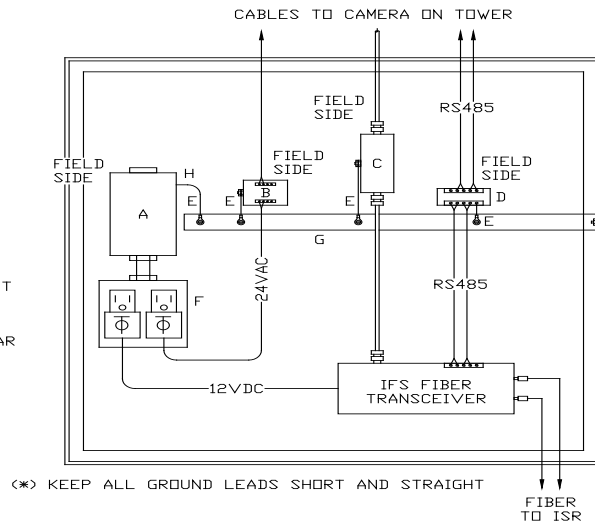 CABLES TO CAMERA ON TOWER
FIELD
SIDE
RS485
FIELD
SIDE
FIELD
SIDE
FIELD
SIDE
H
A
B
C
D
E
E
E
E
G
T
F
24VAC
RS485
AR
12VDC
IFS FIBER
TRANSCEIVER
(*) KEEP ALL GROUND LEADS SHORT AND STRAIGHT
FIBER
TO ISR